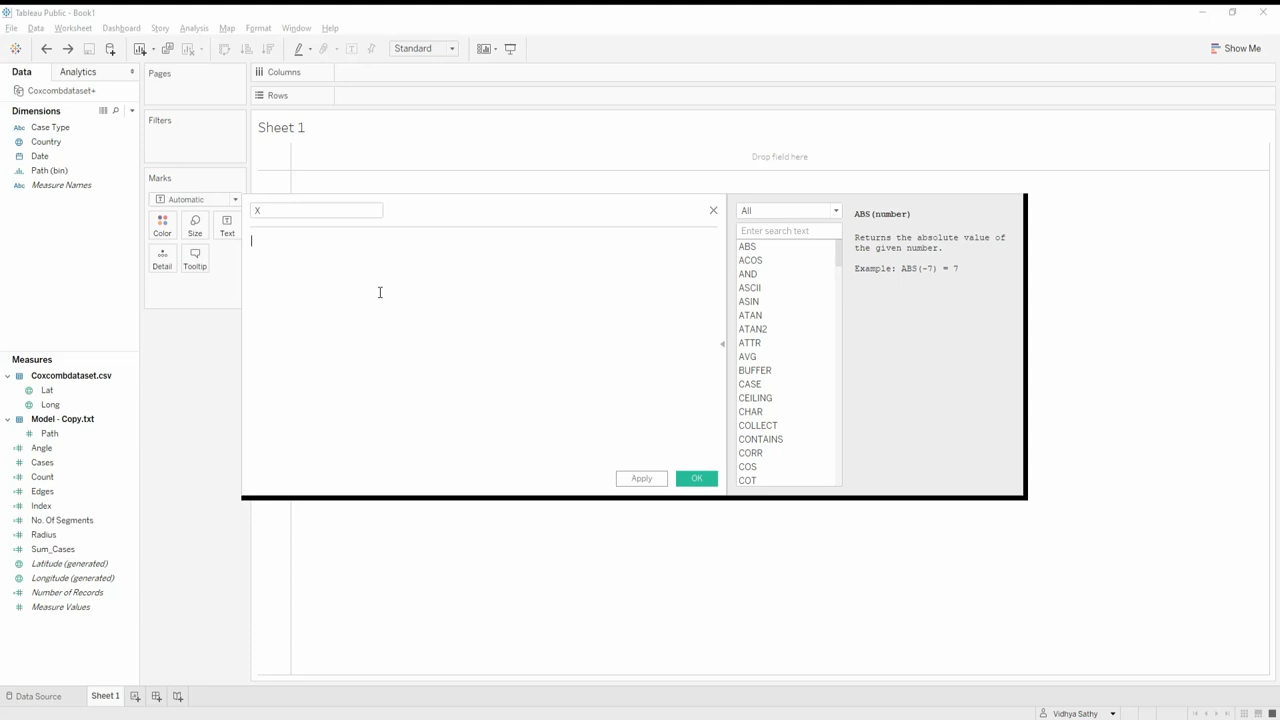 Tableau Public - Book1
File Data Worksheet Dashboard Story Analysis Map Format Window Help
Standard
Show Me
Data Analytics
Coxcombdataset+
Dimensions
Abc Case Type
Country
Date
Path (bin)
Abc Measure Names
Measures
Coxcombdataset.csv
Lat
Long
Model - Copy.txt
Path
Angle
Cases
Count
Edges
Index
No. Of Segments
Radius
Sum_Cases
Latitude (generated)
Longitude (generated)
Number of Records
Measure Values
Pages
Filters
Marks
Automatic
Color Size Text
Detail Tooltip
Columns
Rows
Sheet 1
Drop field here
X
Apply OK
All
Enter search text
ABS
ACOS
AND
ASCII
ASIN
ATAN
ATAN2
ATTR
AVG
BUFFER
CASE
CEILING
CHAR
COLLECT
CONTAINS
CORR
COS
COT
ABS(number)
Returns the absolute value of
the given number.
Example: ABS(-7) = 7
Data Source Sheet 1
Vidhya Sathy